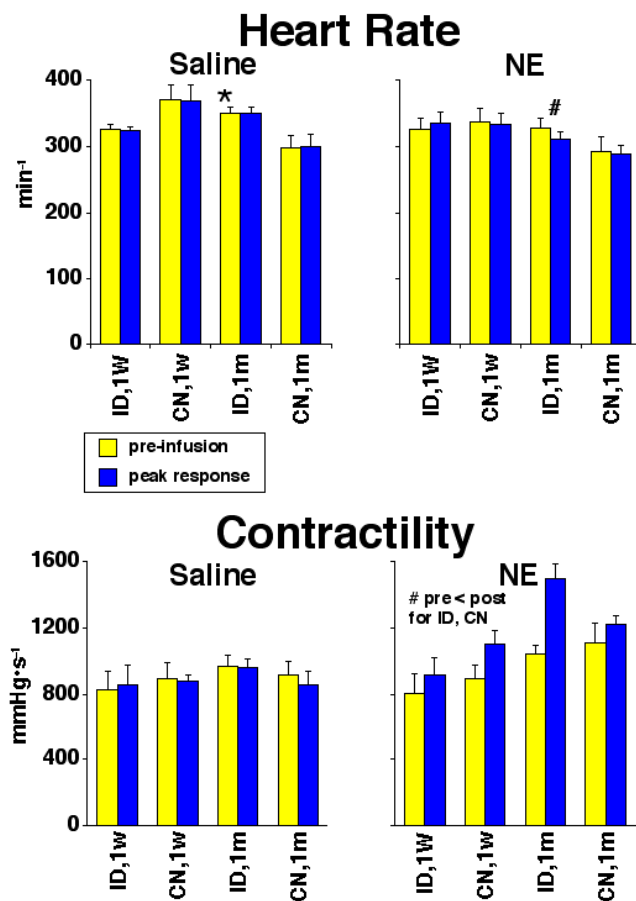 Heart Rate
Saline
NE
400
300
200
100
0
min⁻¹
*
#
ID,1W
CN,1w
ID,1m
CN,1m
ID,1W
CN,1w
ID,1m
CN,1m
pre-infusion
peak response
Contractility
Saline
NE
1600
1200
800
400
0
mmHg•s⁻¹
# pre < post
for ID, CN
ID,1w
CN,1w
ID,1m
CN,1m
ID,1W
CN,1w
ID,1m
CN,1m